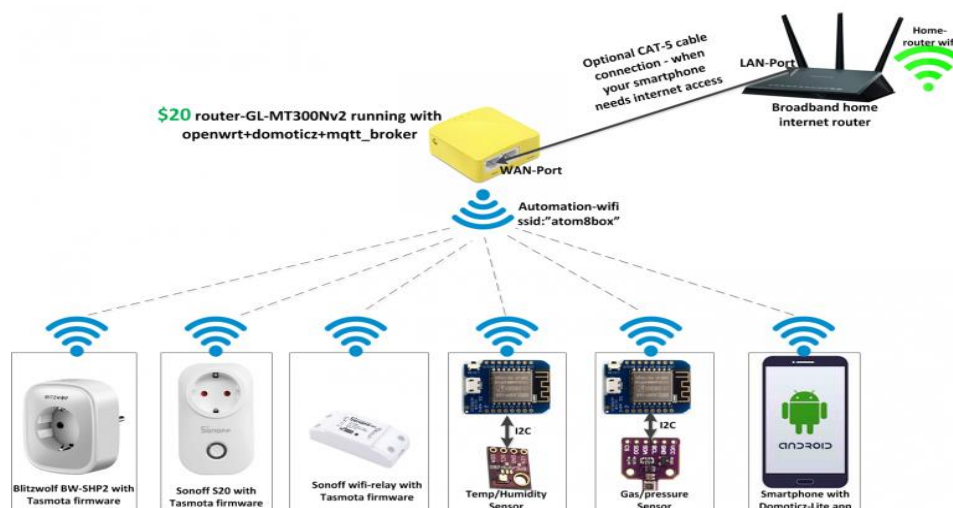 Home-
router wifi
Optional CAT-5 cable
connection - when
your smartphone
needs internet access
LAN-Port
Broadband home
internet router
$20 router-GL-MT300Nv2 running with
openwrt+domoticz+mqtt_broker
WAN-Port
Automation-wifi
ssid:”atom8box”
BLITZWOLF
Sonoff
I2C
I2C
ANDROID
Blitzwolf BW-SHP2 with
Tasmota firmware
Sonoff S20 with
Tasmota firmware
Sonoff wifi-relay with
Tasmota firmware
Temp/Humidity
Sensor
Gas/pressure
Sensor
Smartphone with
Domoticz-Lite app